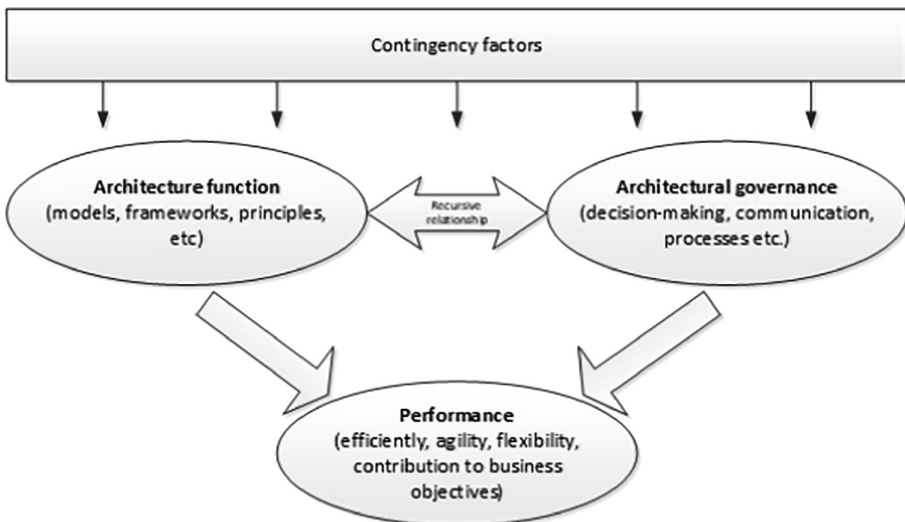 Contingency factors
Architecture function
(models, frameworks, principles,
etc)
Recursive
relationship
Architectural governance
(decision-making, communication,
processes etc.)
Performance
(efficiently, agility, flexibility,
contribution to business
objectives)